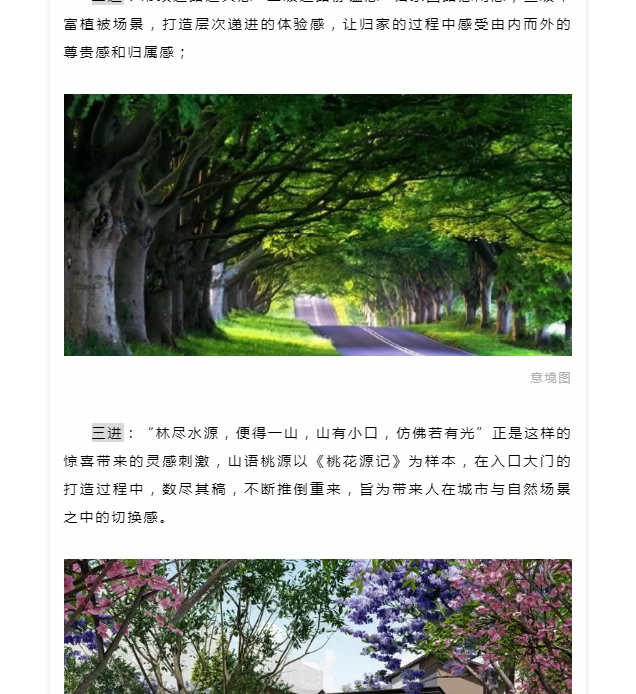 富植被场景，打造层次递进的体验感，让归家的过程中感受由内而外的
尊贵感和归属感；
意境图
三进：“林尽水源，便得一山，山有小口，仿佛若有光”正是这样的
惊喜带来的灵感刺激，山语桃源以《桃花源记》为样本，在入口大门的
打造过程中，数尽其稿，不断推倒重来，旨为带来人在城市与自然场景
之中的切换感。